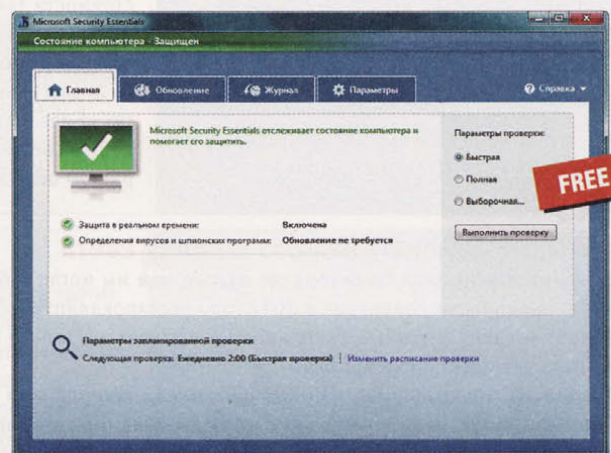 Microsoft Security Essentials
Состояние компьютера - Защищен
Главная
Обновление
Журнал
Параметры
Справка
Microsoft Security Essentials отслеживает состояние компьютера и
помогает его защитить.
Параметры проверки:
Быстрая
Полная
Выборочная...
FREE
Выполнить проверку
Защита в реальном времени: Включена
Определения вирусов и шпионских программ: Обновление не требуется
Параметры запланированной проверки
Следующая проверка: Ежедневно 2:00 (Быстрая проверка) | Изменить расписание проверки